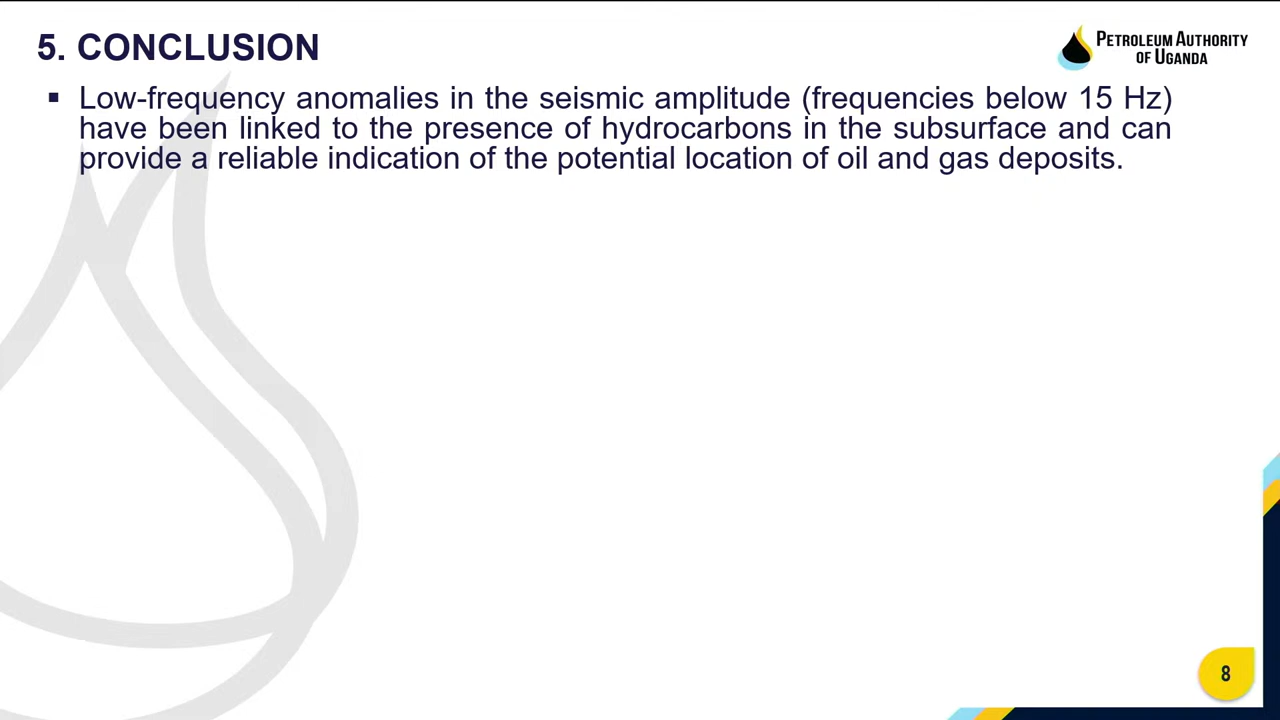 5. CONCLUSION
PETROLEUM AUTHORITY
OF UGANDA
▪ Low-frequency anomalies in the seismic amplitude (frequencies below 15 Hz)
have been linked to the presence of hydrocarbons in the subsurface and can
provide a reliable indication of the potential location of oil and gas deposits.
8